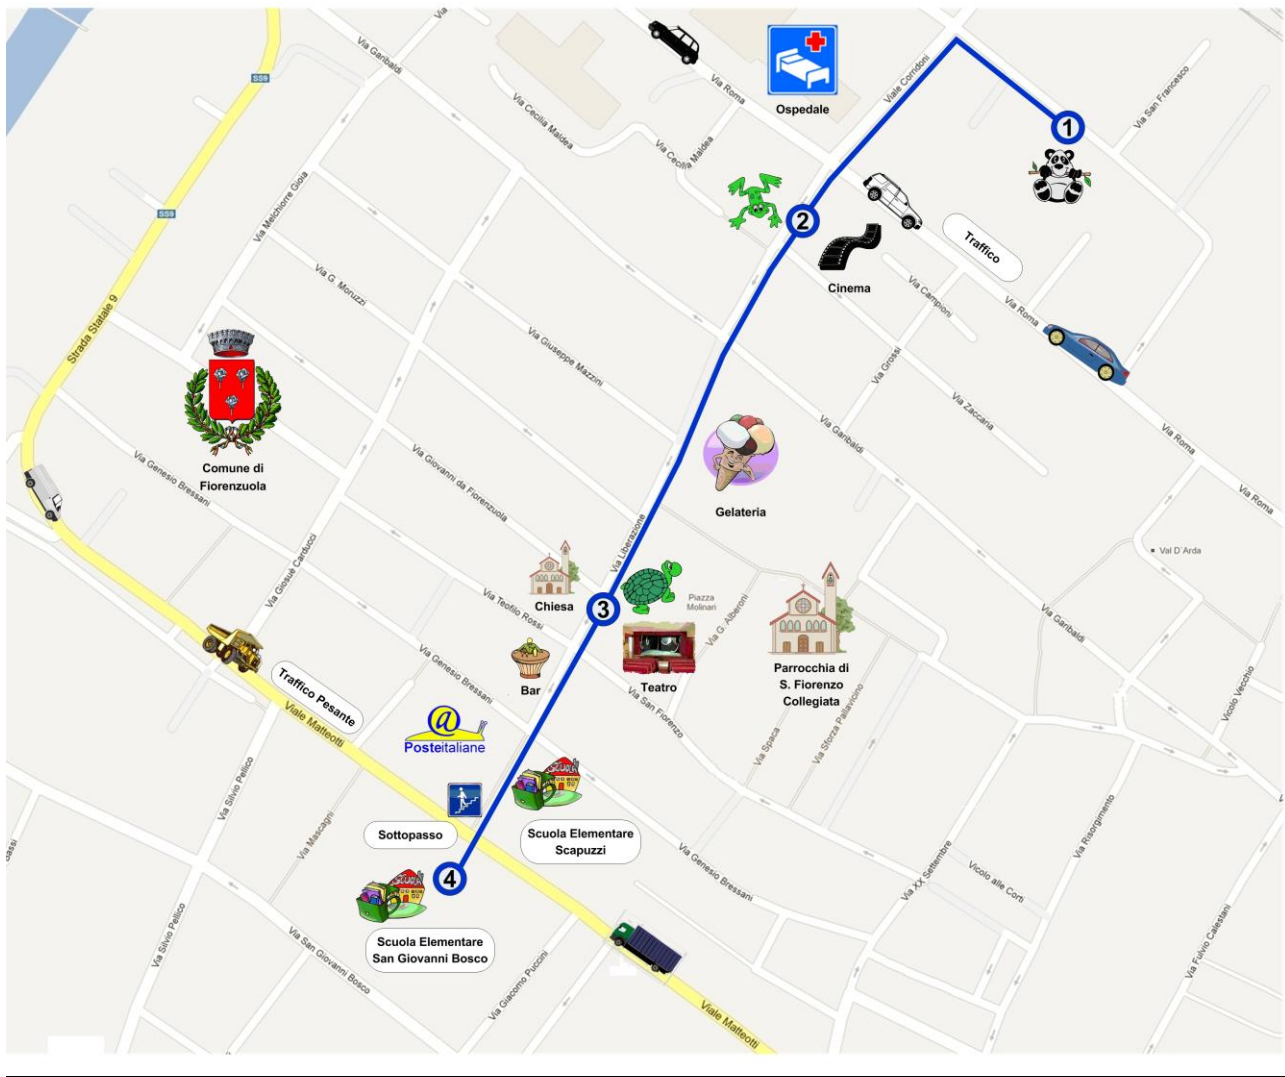 Via Garibaldi
Via
SS9
Via Roma
Viale Corridoni
Ospedale
Via San Francesco
Via Cecilia Maldea
Via Cecilia Maldea
1
SS9
Via Melchiorre Gioia
2
Traffico
Cinema
Via G. Moruzzi
Via Campioni
Via Roma
Strada Statale 9
Via Giuseppe Mazzini
Via Grossi
Via Zaccaria
Via Garibaldi
Via Roma
Comune di
Fiorenzuola
Via Genesio Bressani
Via Giovanni da Fiorenzuola
Gelateria
Via Roma
Via Liberazione
Val D'Arda
Via Giosuè Carducci
Chiesa
3
Piazza
Molinari
Via Teofilo Rossi
Via G. Alberoni
Via Garibaldi
Traffico Pesante
Via Genesio Bressani
Bar
Teatro
Parrocchia di
S. Fiorenzo
Collegiata
Viale Matteotti
Via San Fiorenzo
Via Spaca
Via Sforza Pallavicino
Vicolo Vecchio
@
Posteitaliane
Via Silvio Pellico
Via Mascagni
SCUOLA
Sottopasso
Scuola Elementare
Scapuzzi
Via Risorgimento
Bassi
4
SCUOLA
Via Genesio Bressani
Via XX Settembre
Vicolo alle Corti
Via Silvio Pellico
Scuola Elementare
San Giovanni Bosco
Via San Giovanni Bosco
Via Giacomo Puccini
Via Fulvio Calestani
Viale Matteotti